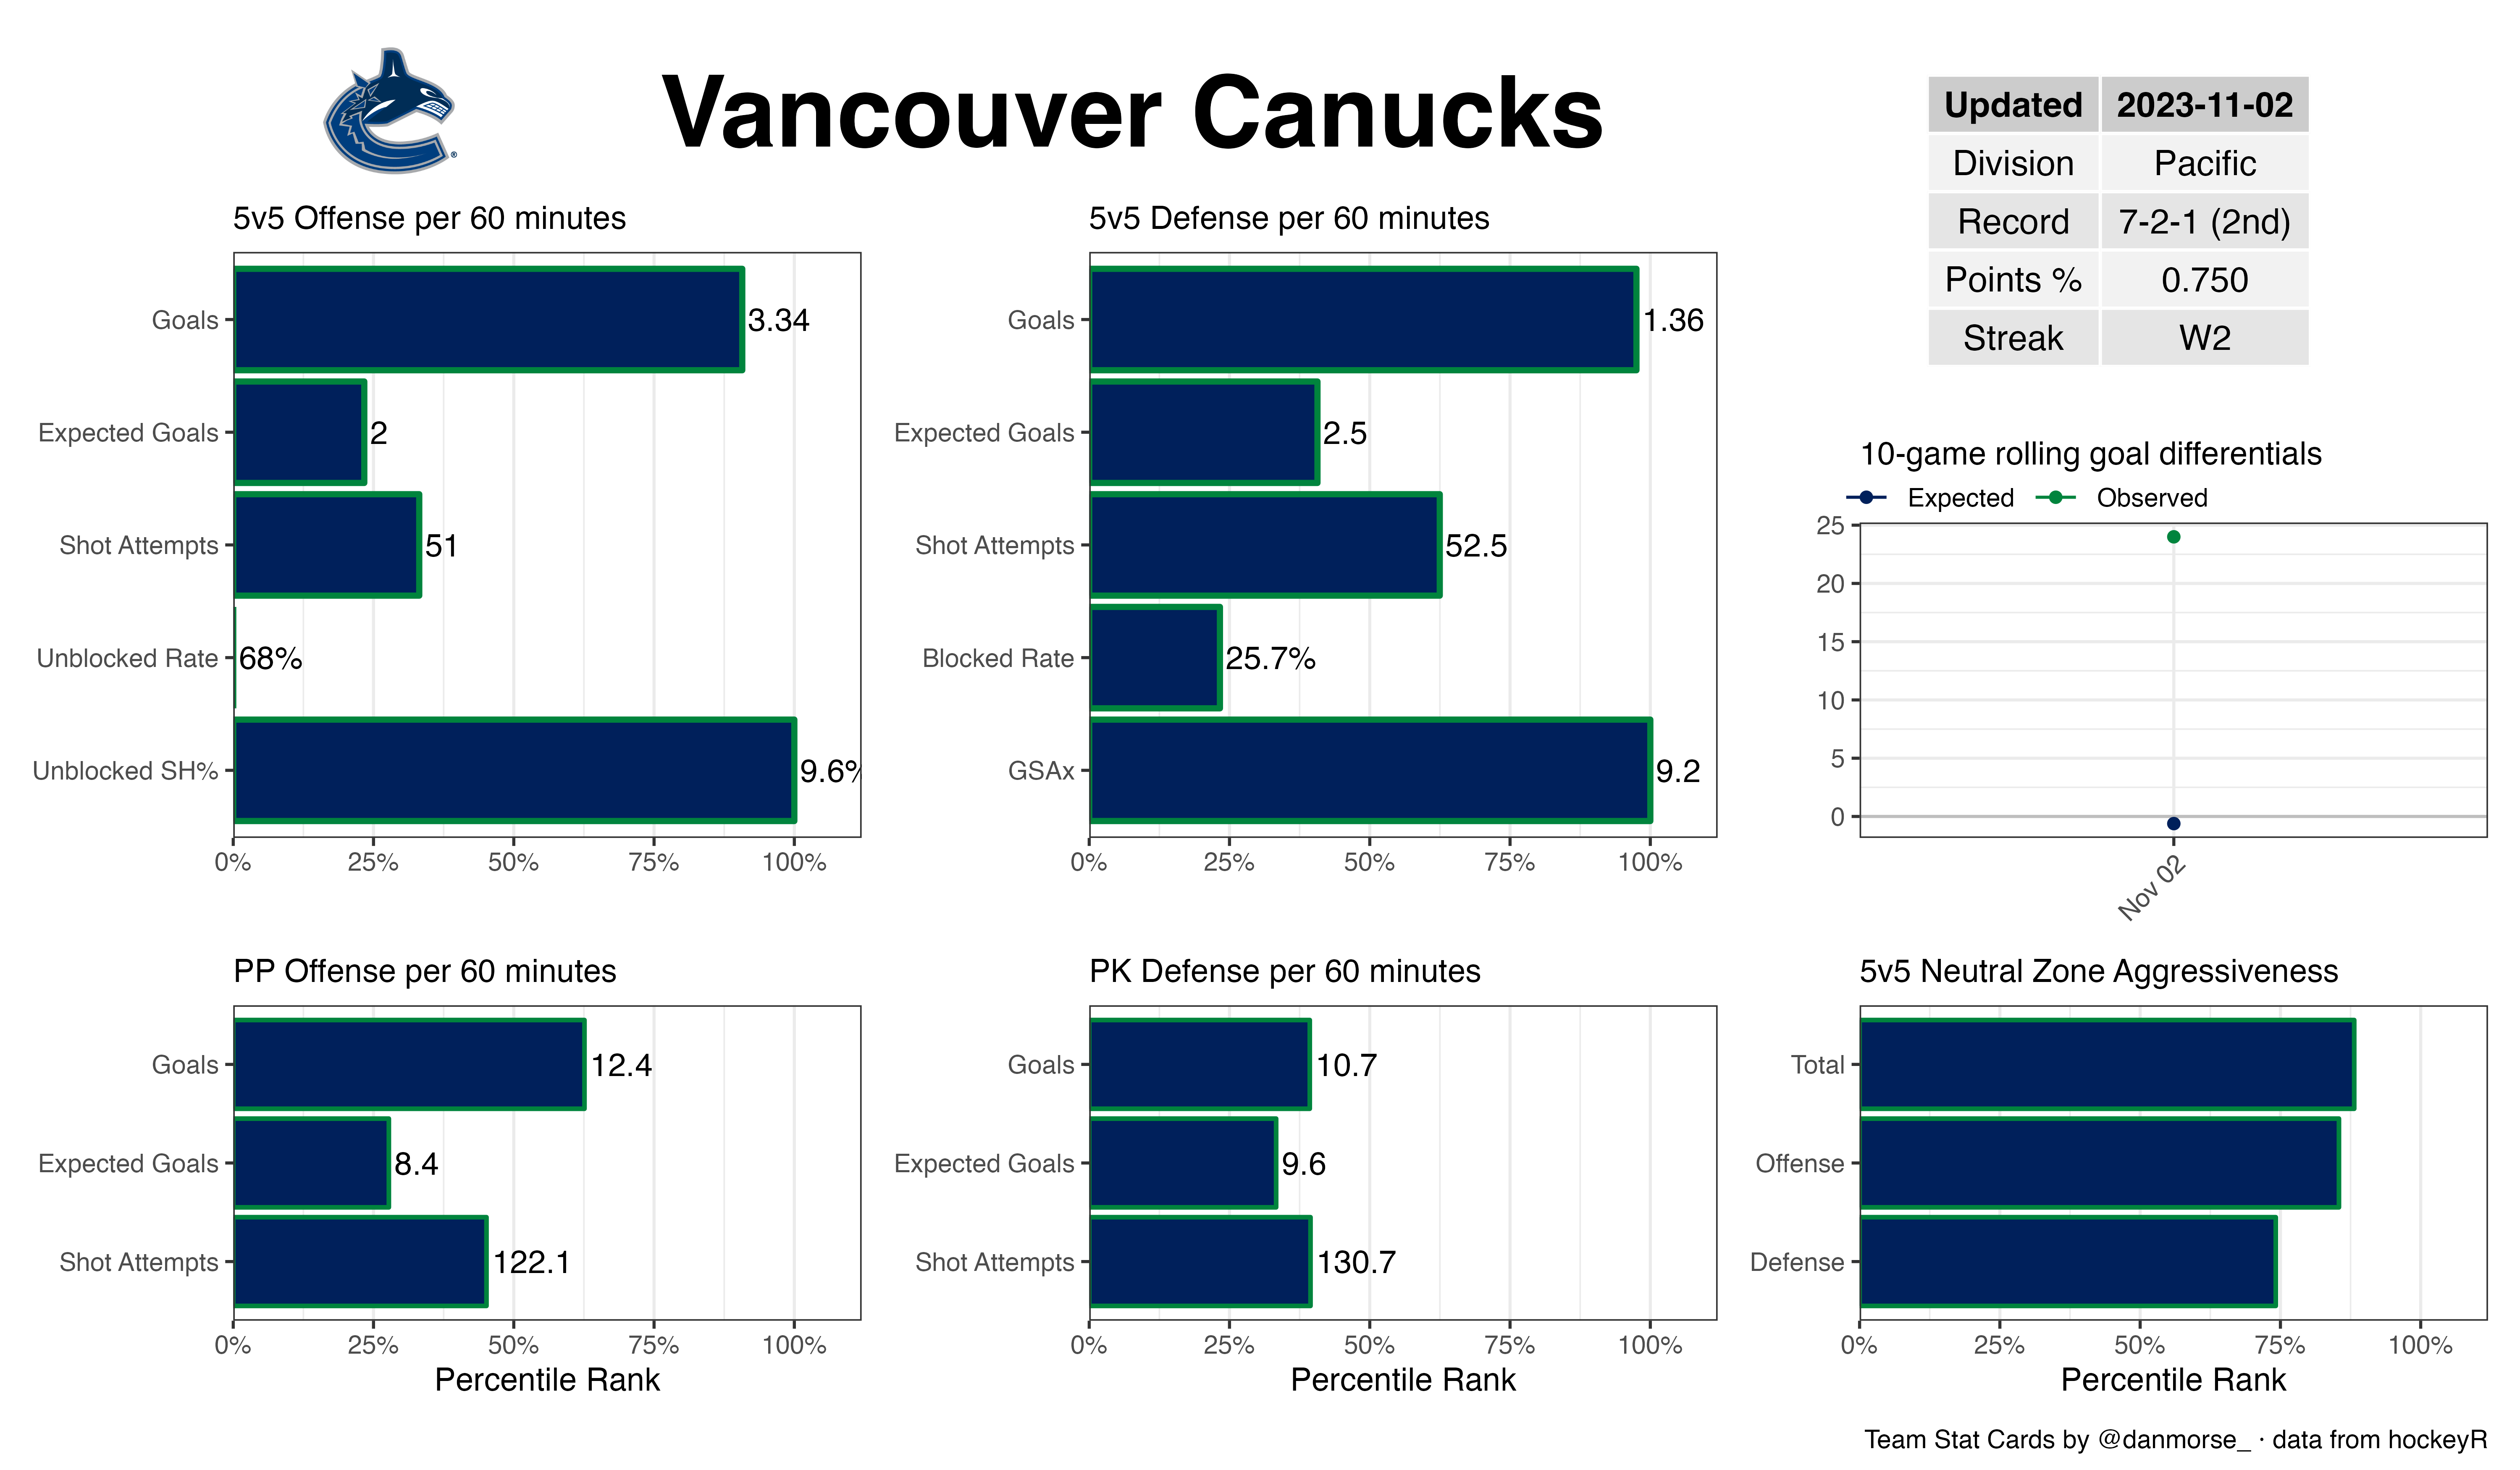 Vancouver Canucks
®
Updated 2023-11-02
Division Pacific
Record 7-2-1 (2nd)
Points % 0.750
Streak W2
5v5 Offense per 60 minutes
Goals 3.34
Expected Goals 2
Shot Attempts 51
Unblocked Rate 68%
Unblocked SH% 9.6%
0% 25% 50% 75% 100%
5v5 Defense per 60 minutes
Goals 1.36
Expected Goals 2.5
Shot Attempts 52.5
Blocked Rate 25.7%
GSAx 9.2
0% 25% 50% 75% 100%
10-game rolling goal differentials
Expected Observed
25
20
15
10
5
0
Nov 02
PP Offense per 60 minutes
Goals 12.4
Expected Goals 8.4
Shot Attempts 122.1
0% 25% 50% 75% 100%
Percentile Rank
PK Defense per 60 minutes
Goals 10.7
Expected Goals 9.6
Shot Attempts 130.7
0% 25% 50% 75% 100%
Percentile Rank
5v5 Neutral Zone Aggressiveness
Total
Offense
Defense
0% 25% 50% 75% 100%
Percentile Rank
Team Stat Cards by @danmorse_ · data from hockeyR